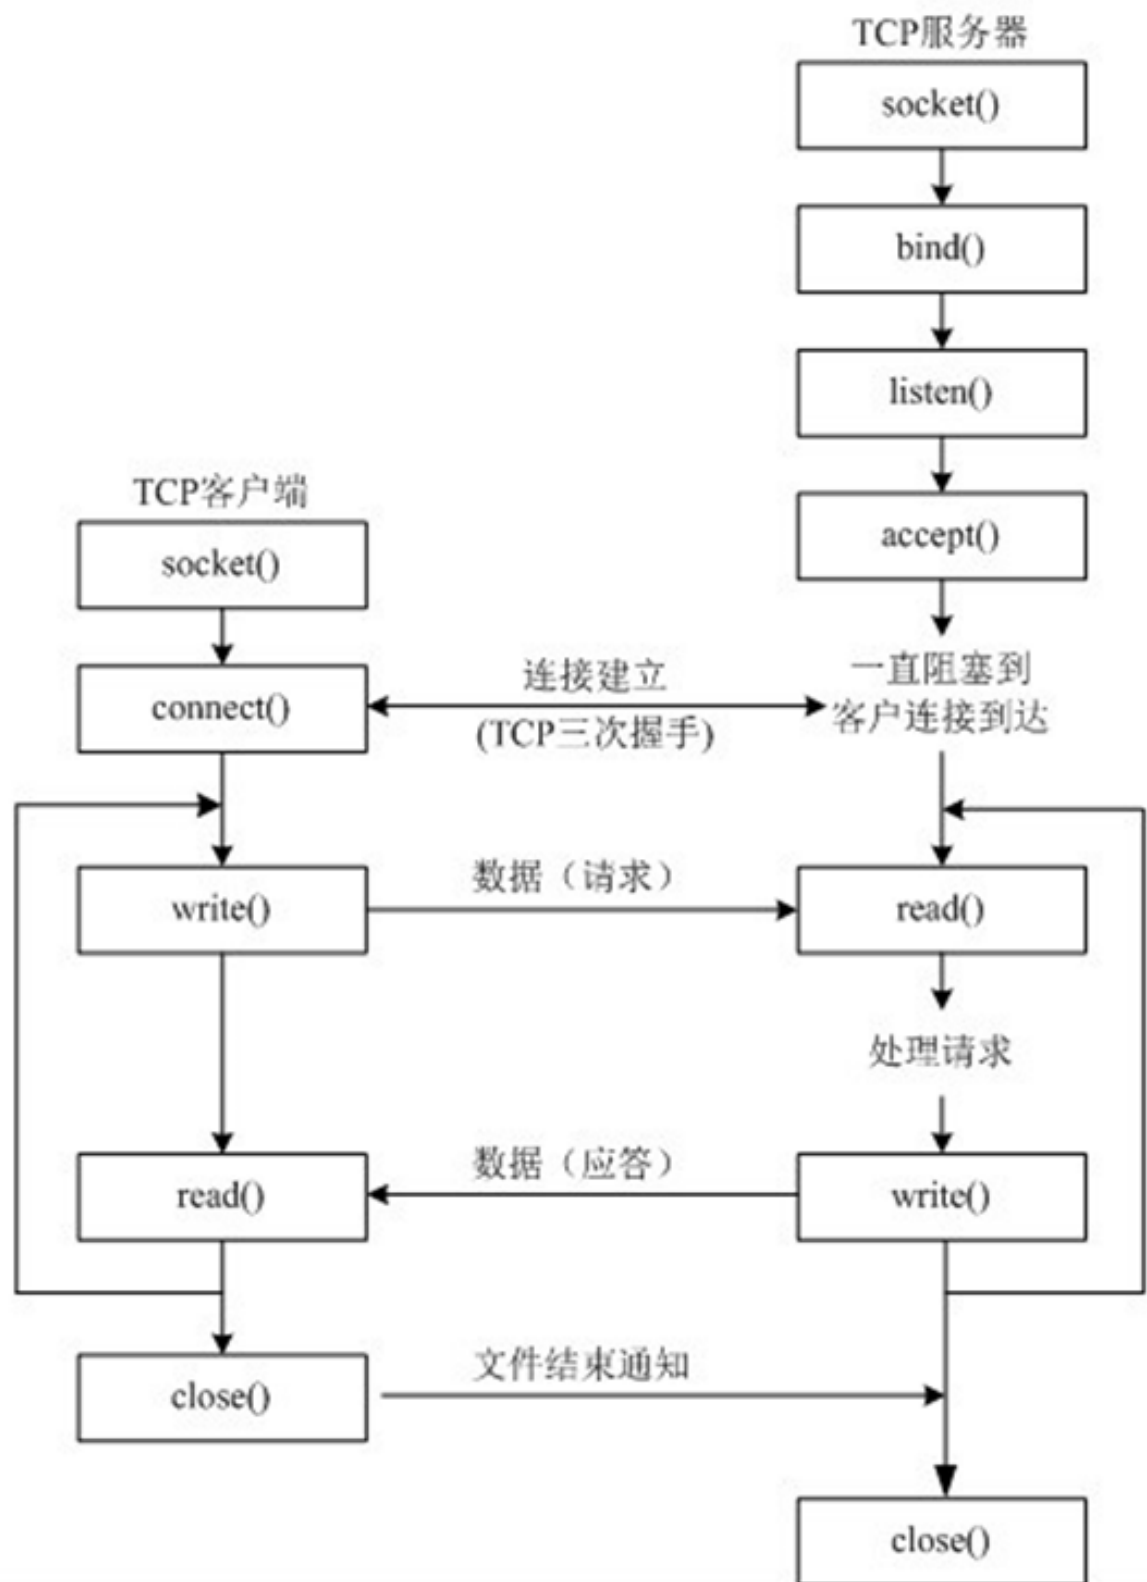 TCP服务器
socket()
bind()
listen()
accept()
TCP客户端
socket()
connect()
连接建立
(TCP三次握手)
一直阻塞到
客户连接到达
write()
数据（请求）
read()
处理请求
read()
数据（应答）
write()
close()
文件结束通知
close()